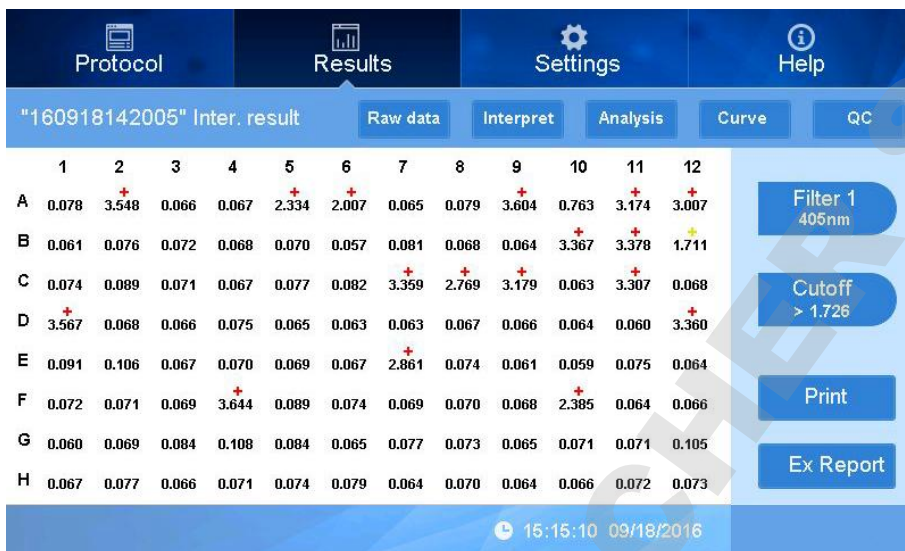 Protocol Results Settings Help
"160918142005" Inter. result Raw data Interpret Analysis Curve QC
1 2 3 4 5 6 7 8 9 10 11 12
+ + + + + +
A 0.078 3.548 0.066 0.067 2.334 2.007 0.065 0.079 3.604 0.763 3.174 3.007
Filter 1
405nm
+ + +
B 0.061 0.076 0.072 0.068 0.070 0.057 0.081 0.068 0.064 3.367 3.378 1.711
+ + + +
C 0.074 0.089 0.071 0.067 0.077 0.082 3.359 2.769 3.179 0.063 3.307 0.068
Cutoff
> 1.726
+ +
D 3.567 0.068 0.066 0.075 0.065 0.063 0.063 0.067 0.066 0.064 0.060 3.360
+
E 0.091 0.106 0.067 0.070 0.069 0.067 2.861 0.074 0.061 0.059 0.075 0.064
+ +
F 0.072 0.071 0.069 3.644 0.089 0.074 0.069 0.070 0.068 2.385 0.064 0.066
Print
G 0.060 0.069 0.084 0.108 0.084 0.065 0.077 0.073 0.065 0.071 0.071 0.105
Ex Report
H 0.067 0.077 0.066 0.071 0.074 0.079 0.064 0.070 0.064 0.066 0.072 0.073
15:15:10 09/18/2016